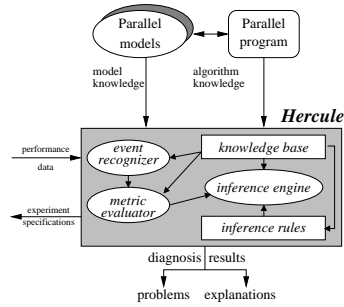 Parallel
models
Parallel
program
model
knowledge
algorithm
knowledge
Hercule
performance
data
event
recognizer
knowledge base
inference engine
metric
evaluator
experiment
specifications
inference rules
diagnosis results
problems explanations